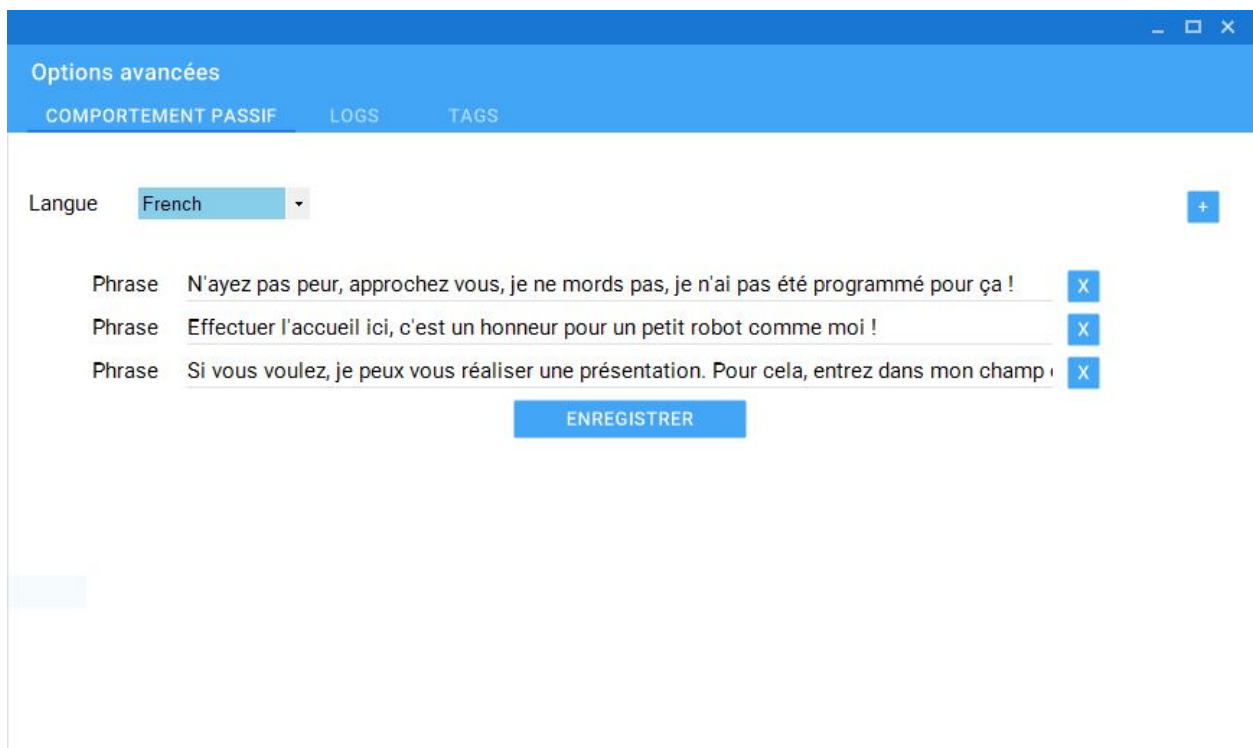 Options avancées
COMPORTEMENT PASSIF LOGS TAGS
Langue French +
Phrase N'ayez pas peur, approchez vous, je ne mords pas, je n'ai pas été programmé pour ça ! X
Phrase Effectuer l'accueil ici, c'est un honneur pour un petit robot comme moi ! X
Phrase Si vous voulez, je peux vous réaliser une présentation. Pour cela, entrez dans mon champ X
ENREGISTRER